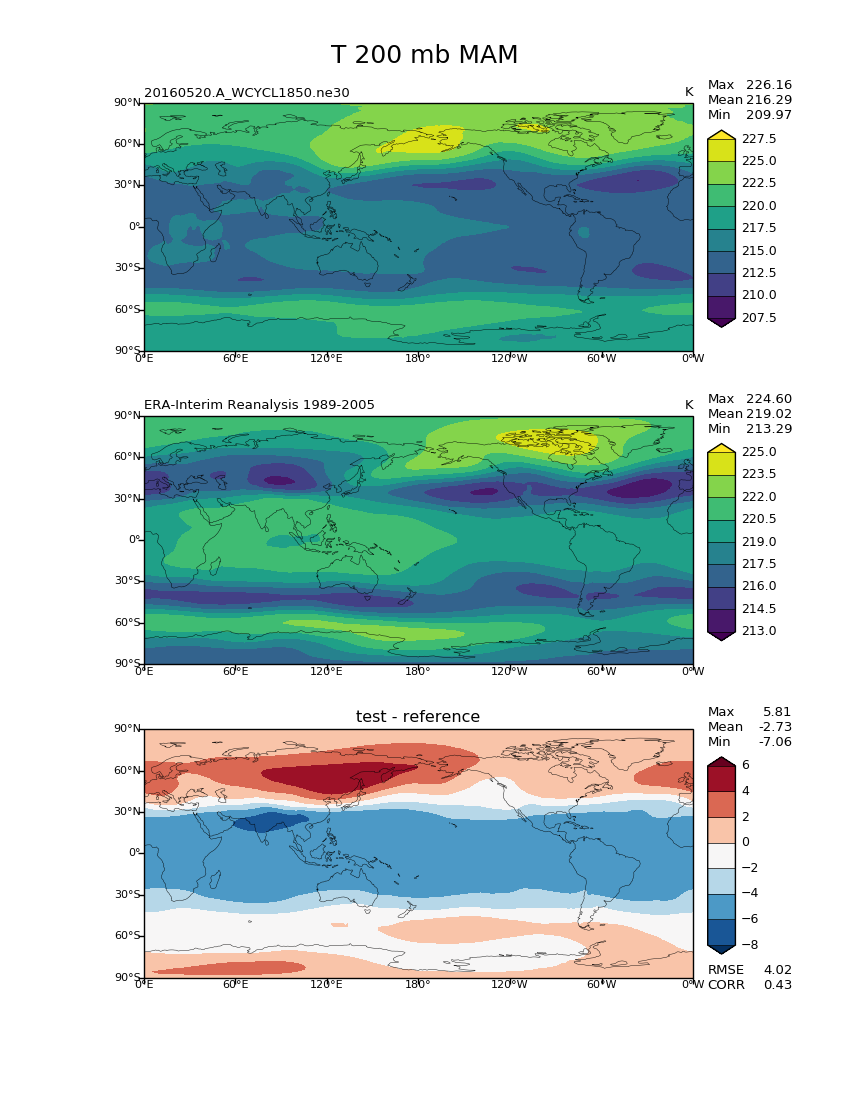 T 200 mb MAM
20160520.A_WCYCL1850.ne30
K
Max 226.16
Mean 216.29
Min 209.97
90°N
60°N
30°N
0°
30°S
60°S
90°S
0°E 60°E 120°E 180° 120°W 60°W 0°W
227.5
225.0
222.5
220.0
217.5
215.0
212.5
210.0
207.5
ERA-Interim Reanalysis 1989-2005
K
Max 224.60
Mean 219.02
Min 213.29
90°N
60°N
30°N
0°
30°S
60°S
90°S
0°E 60°E 120°E 180° 120°W 60°W 0°W
225.0
223.5
222.0
220.5
219.0
217.5
216.0
214.5
213.0
test - reference
Max 5.81
Mean -2.73
Min -7.06
90°N
60°N
30°N
0°
30°S
60°S
90°S
0°E 60°E 120°E 180° 120°W 60°W 0°W
6
4
2
0
−2
−4
−6
−8
RMSE 4.02
CORR 0.43